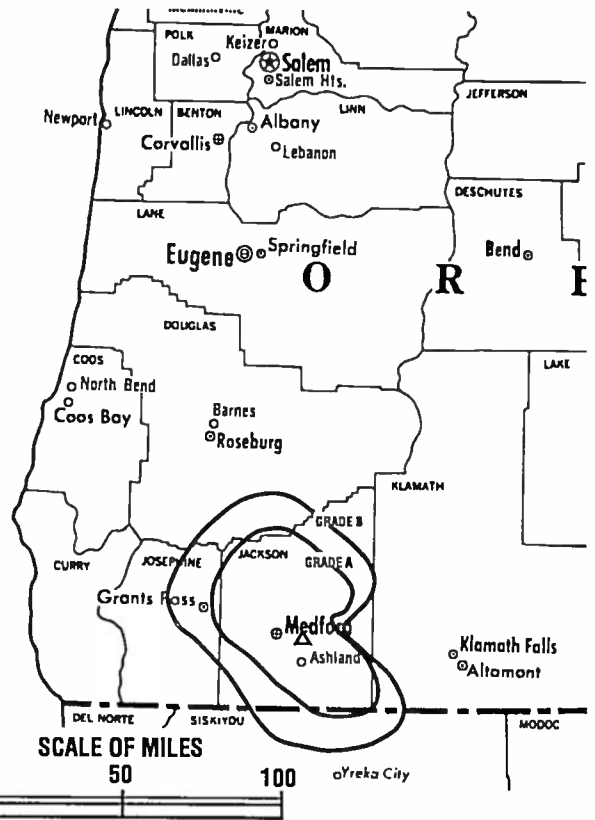 MARION
POLK
Keizer
Dallas
Salem
Salem Hts.
JEFFERSON
LINCOLN
BENTON
LINN
Newport
Albany
Corvallis
Lebanon
DESCHUTES
LANE
Eugene
Springfield
Bend
O R E
DOUGLAS
COOS
LAKE
North Bend
Coos Bay
Barnes
Roseburg
KLAMATH
GRADE B
CURRY
JOSEPHINE
JACKSON
GRADE A
Grants Pass
Medford
Ashland
Klamath Falls
Altamont
DEL NORTE
SISKIYOU
MODOC
SCALE OF MILES
50 100
Yreka City